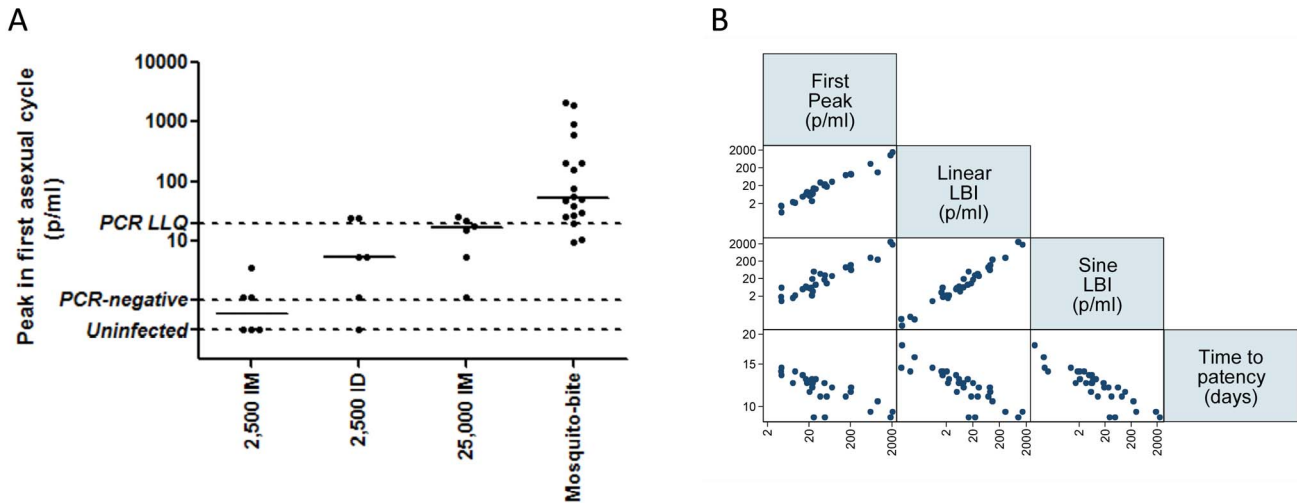 A
Peak in first asexual cycle
(p/ml)
10000
1000
100
PCR LLQ
10
PCR-negative
Uninfected
2,500 IM
2,500 ID
25,000 IM
Mosquito-bite
B
First
Peak
(p/ml)
2000
200
20
2
Linear
LBI
(p/ml)
2000
200
20
2
Sine
LBI
(p/ml)
20
15
10
Time to
patency
(days)
2
20
200
2000
2
20
200
2000
2
20
200
2000